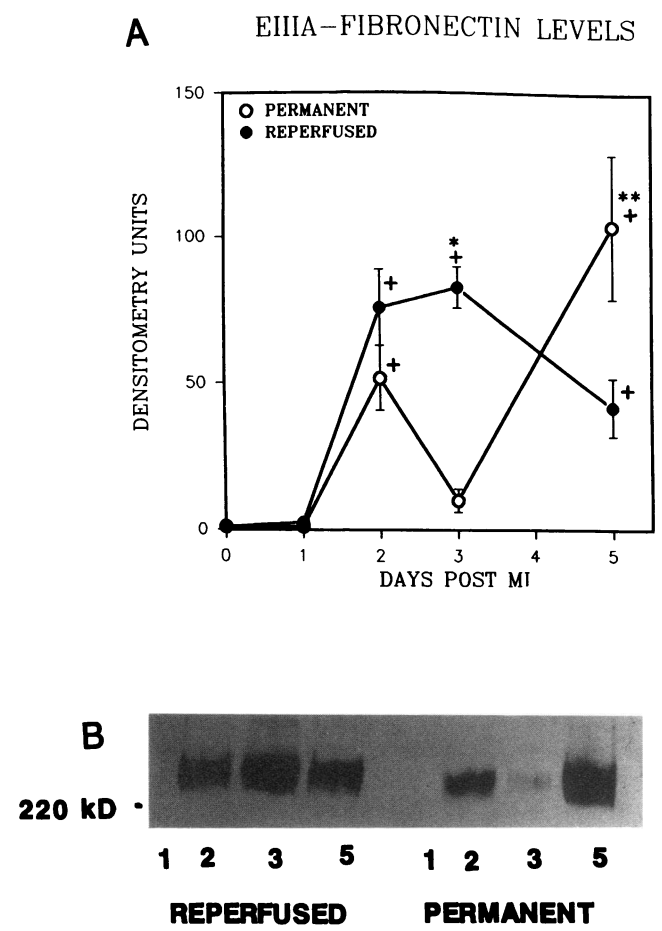 A
EIIIA-FIBRONECTIN LEVELS
150
PERMANENT
REPERFUSED
**
+
*
+
+
100
DENSITOMETRY UNITS
+
50
+
0
0 1 2 3 4 5
DAYS POST MI
B
220 kD -
1 2 3 5 1 2 3 5
REPERFUSED PERMANENT